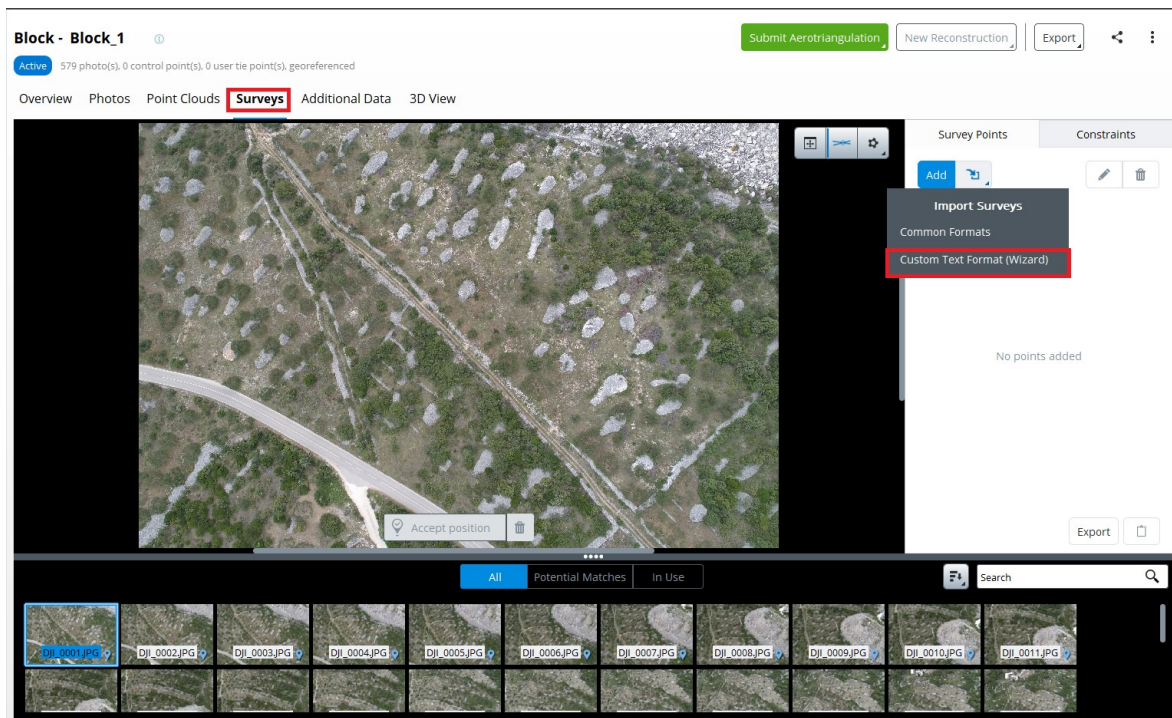 Block - Block_1
Submit Aerotriangulation
New Reconstruction
Export
Active 579 photo(s), 0 control point(s), 0 user tie point(s), georeferenced
Overview Photos Point Clouds Surveys Additional Data 3D View
Survey Points Constraints
Add
Import Surveys
Common Formats
Custom Text Format (Wizard)
No points added
Accept position
Export
All Potential Matches In Use
Search
DJI_0001.JPG DJI_0002.JPG DJI_0003.JPG DJI_0004.JPG DJI_0005.JPG DJI_0006.JPG DJI_0007.JPG DJI_0008.JPG DJI_0009.JPG DJI_0010.JPG DJI_0011.JPG